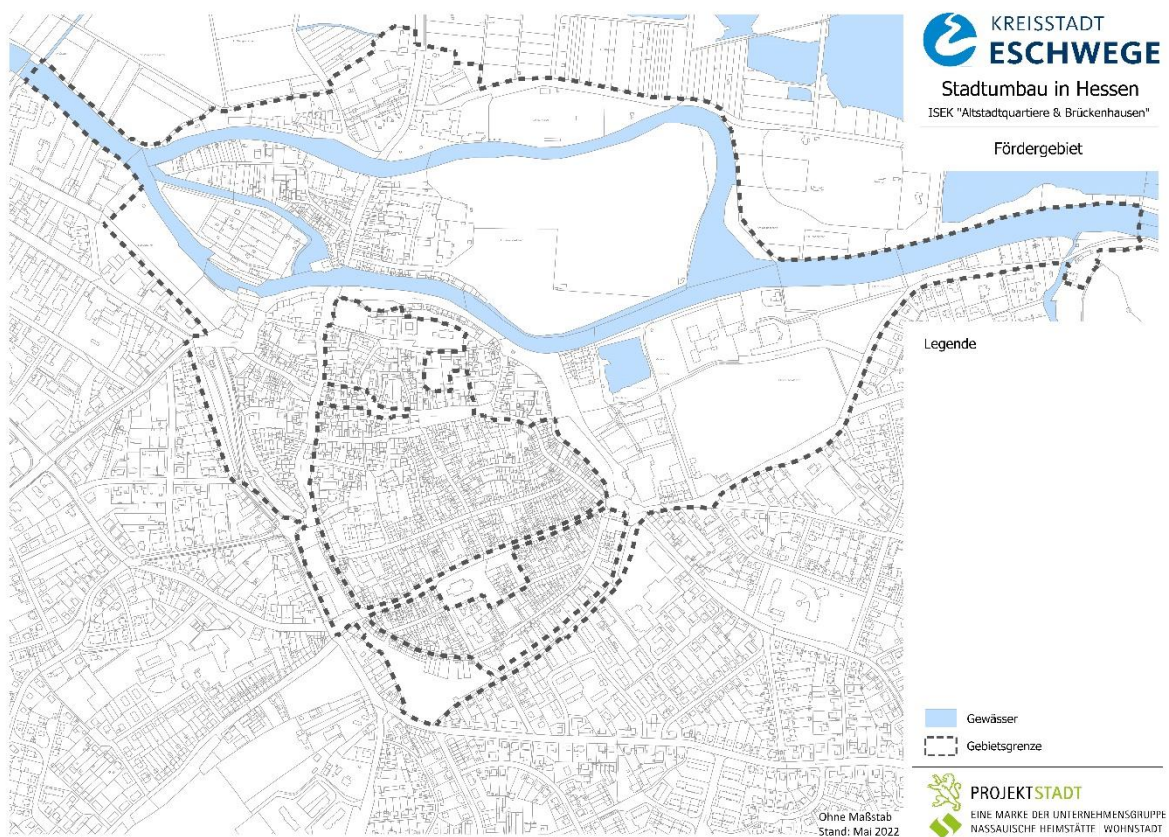 KREISSTADT
ESCHWEGE
Stadtumbau in Hessen
ISEK "Altstadtquartiere & Brückenhausen"
Fördergebiet
Legende
Gewässer
Gebietsgrenze
PROJEKTSTADT
EINE MARKE DER UNTERNEHMENSGRUPPE
NASSAUISCHE HEIMSTÄTTE WOHNSTADT
Ohne Maßstab
Stand: Mai 2022